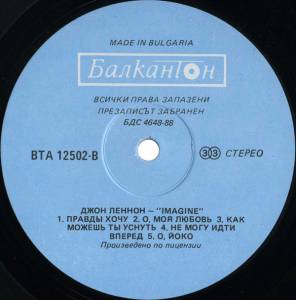 MADE IN BULGARIA
Балкантон
ВСИЧКИ ПРАВА ЗАПАЗЕНИ
ПРЕЗАПИСЪТ ЗАБРАНЕН
БДС 4648-88
ВТА 12502-В
33 СТЕРЕО
ДЖОН ЛЕННОН – "IMAGINE"
1. ПРАВДЫ ХОЧУ 2. О, МОЯ ЛЮБОВЬ 3. КАК
МОЖЕШЬ ТЫ УСНУТЬ 4. НЕ МОГУ ИДТИ
ВПЕРЕД 5. О, ЙОКО
Произведено по лицензии